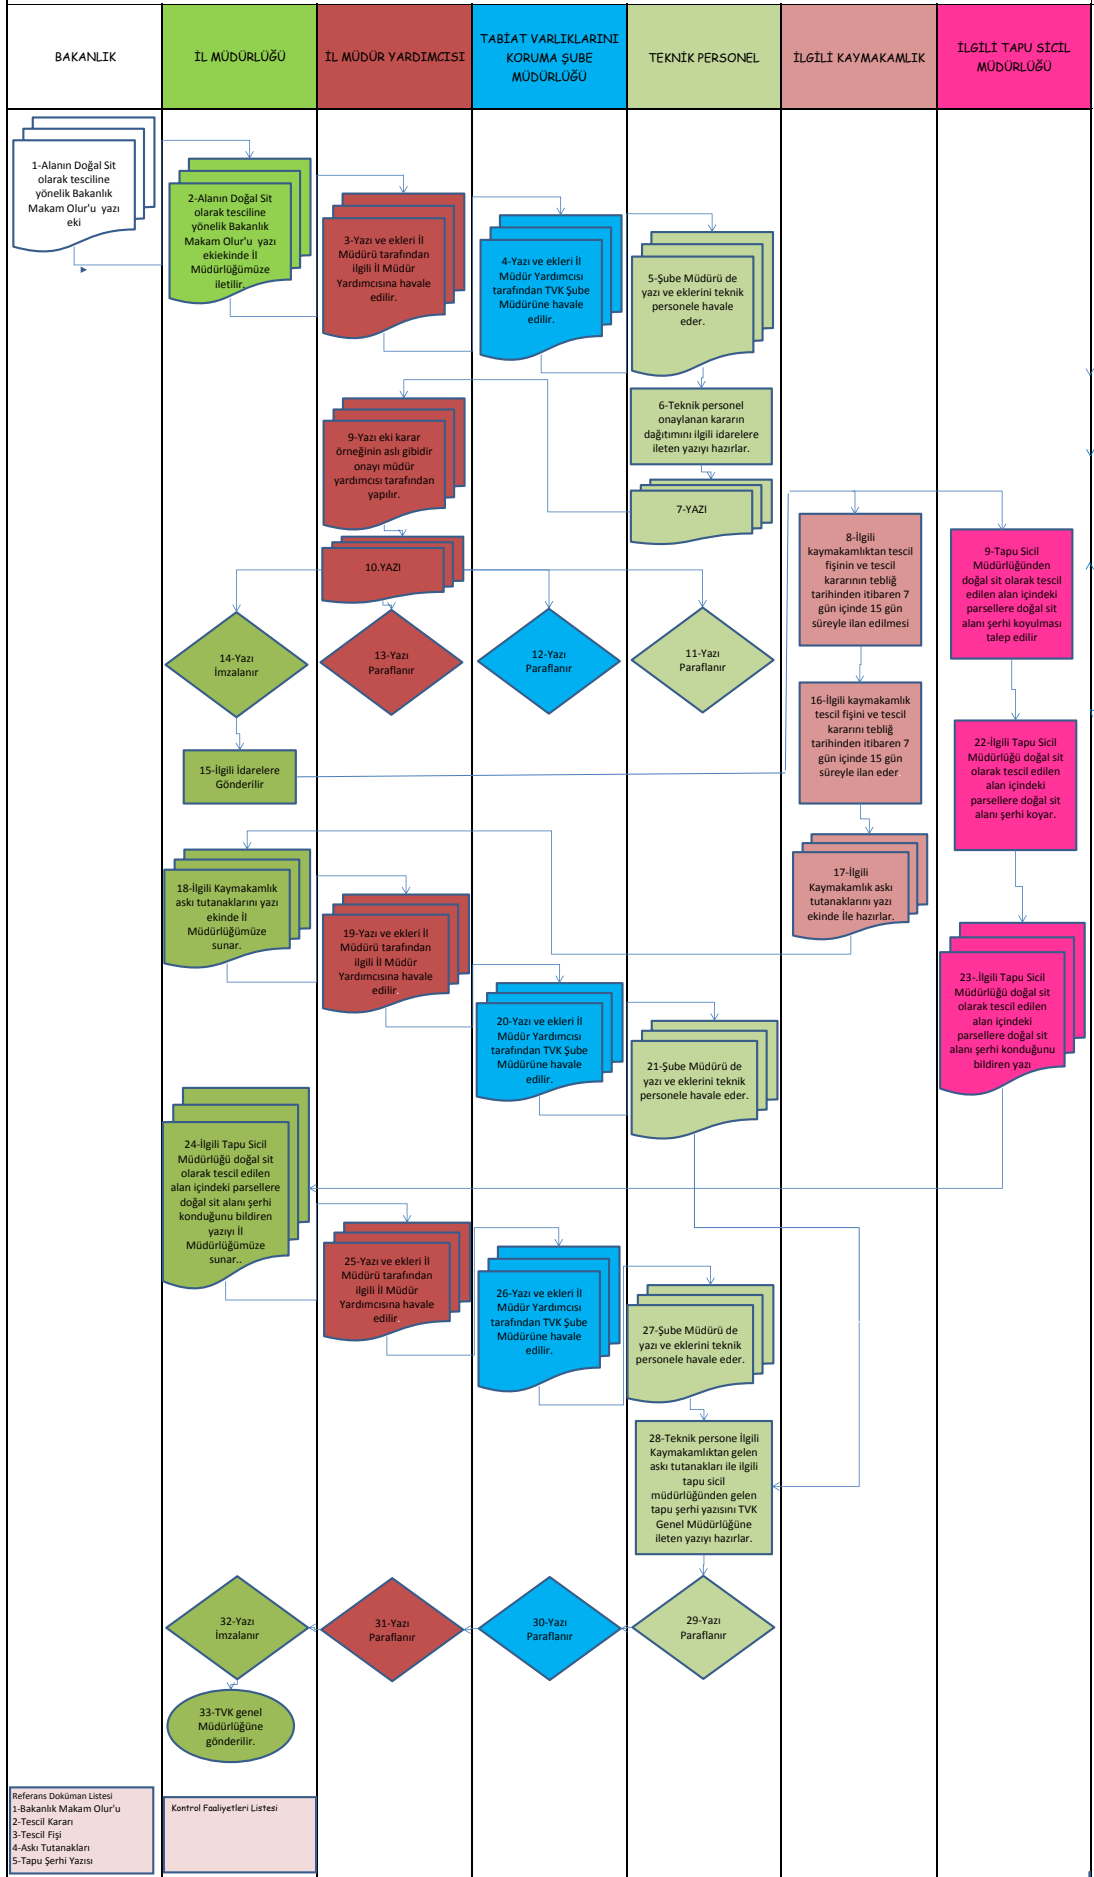 BAKANLIK
İL MÜDÜRLÜĞÜ
İL MÜDÜR YARDIMCISI
TABİAT VARLIKLARINI
KORUMA ŞUBE
MÜDÜRLÜĞÜ
TEKNİK PERSONEL
İLGİLİ KAYMAKAMLIK
İLGİLİ TAPU SİCİL
MÜDÜRLÜĞÜ
1-Alanın Doğal Sit
olarak tesciline
yönelik Bakanlık
Makam Olur'u yazı
eki
2-Alanın Doğal Sit
olarak tesciline
yönelik Bakanlık
Makam Olur'u yazı
ekiekinde İl
Müdürlüğümüze
iletilir.
3-Yazı ve ekleri İl
Müdürü tarafından
ilgili İl Müdür
Yardımcısına havale
edilir.
4-Yazı ve ekleri İl
Müdür Yardımcısı
tarafından TVK Şube
Müdürüne havale
edilir.
5-Şube Müdürü de
yazı ve eklerini teknik
personele havale
eder.
6-Teknik personel
onaylanan kararın
dağıtımını ilgili idarelere
ileten yazıyı hazırlar.
7-YAZI
9-Yazı eki karar
örneğinin aslı gibidir
onayı müdür
yardımcısı tarafından
yapılır.
10.YAZI
8-İlgili
kaymakamlıktan tescil
fişinin ve tescil
kararının tebliğ
tarihinden itibaren 7
gün içinde 15 gün
süreyle ilan edilmesi
9-Tapu Sicil
Müdürlüğünden
doğal sit olarak tescil
edilen alan içindeki
parsellere doğal sit
alanı şerhi koyulması
talep edilir
14-Yazı
İmzalanır
13-Yazı
Paraflanır
12-Yazı
Paraflanır
11-Yazı
Paraflanır
15-İlgili İdarelere
Gönderilir
16-İlgili kaymakamlık
tescil fişini ve tescil
kararını tebliğ
tarihinden itibaren 7
gün içinde 15 gün
süreyle ilan eder.
22-İlgili Tapu Sicil
Müdürlüğü doğal sit
olarak tescil edilen
alan içindeki
parsellere doğal sit
alanı şerhi koyar.
17-İlgili
Kaymakamlık askı
tutanaklarını yazı
ekinde İle hazırlar.
18-İlgili Kaymakamlık
askı tutanaklarını yazı
ekinde İl
Müdürlüğümüze
sunar.
19-Yazı ve ekleri İl
Müdürü tarafından
ilgili İl Müdür
Yardımcısına havale
edilir.
20-Yazı ve ekleri İl
Müdür Yardımcısı
tarafından TVK Şube
Müdürüne havale
edilir.
21-Şube Müdürü de
yazı ve eklerini teknik
personele havale eder.
23-.İlgili Tapu Sicil
Müdürlüğü doğal sit
olarak tescil edilen
alan içindeki
parsellere doğal sit
alanı şerhi konduğunu
bildiren yazı
24-İlgili Tapu Sicil
Müdürlüğü doğal sit
olarak tescil edilen
alan içindeki parsellere
doğal sit alanı şerhi
konduğunu bildiren
yazıyı İl
Müdürlüğümüze
sunar..
25-Yazı ve ekleri İl
Müdürü tarafından
ilgili İl Müdür
Yardımcısına havale
edilir.
26-Yazı ve ekleri İl
Müdür Yardımcısı
tarafından TVK Şube
Müdürüne havale
edilir.
27-Şube Müdürü de
yazı ve eklerini teknik
personele havale eder.
28-Teknik persone İlgili
Kaymakamlıktan gelen
askı tutanakları ile ilgili
tapu sicil
müdürlüğünden gelen
tapu şerhi yazısını TVK
Genel Müdürlüğüne
ileten yazıyı hazırlar.
32-Yazı
İmzalanır
31-Yazı
Paraflanır
30-Yazı
Paraflanır
29-Yazı
Paraflanır
33-TVK genel
Müdürlüğüne
gönderilir.
Referans Doküman Listesi
1-Bakanlık Makam Olur'u
2-Tescil Kararı
3-Tescil Fişi
4-Askı Tutanakları
5-Tapu Şerhi Yazısı
Kontrol Faaliyetleri Listesi